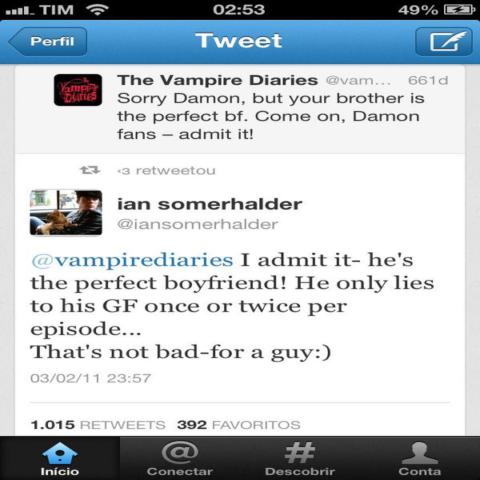 TIM 02:53 49%
Perfil Tweet
The Vampire Diaries @vam... 661d
Sorry Damon, but your brother is
the perfect bf. Come on, Damon
fans – admit it!
<3 retweetou
ian somerhalder
@iansomerhalder
@vampirediaries I admit it- he's
the perfect boyfriend! He only lies
to his GF once or twice per
episode...
That's not bad-for a guy:)
03/02/11 23:57
1.015 RETWEETS 392 FAVORITOS
Início Conectar Descobrir Conta